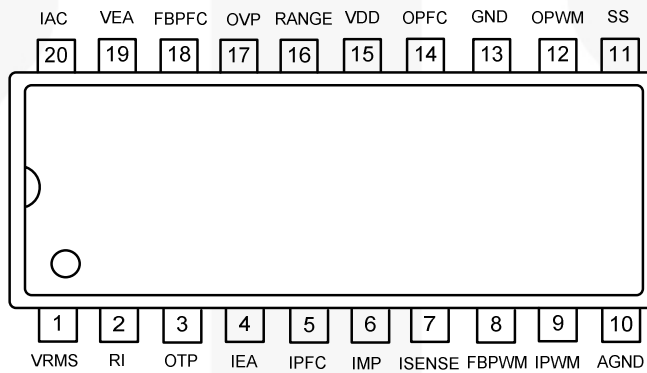 IAC VEA FBPFC OVP RANGE VDD OPFC GND OPWM SS
20 19 18 17 16 15 14 13 12 11
1 2 3 4 5 6 7 8 9 10
VRMS RI OTP IEA IPFC IMP ISENSE FBPWM IPWM AGND